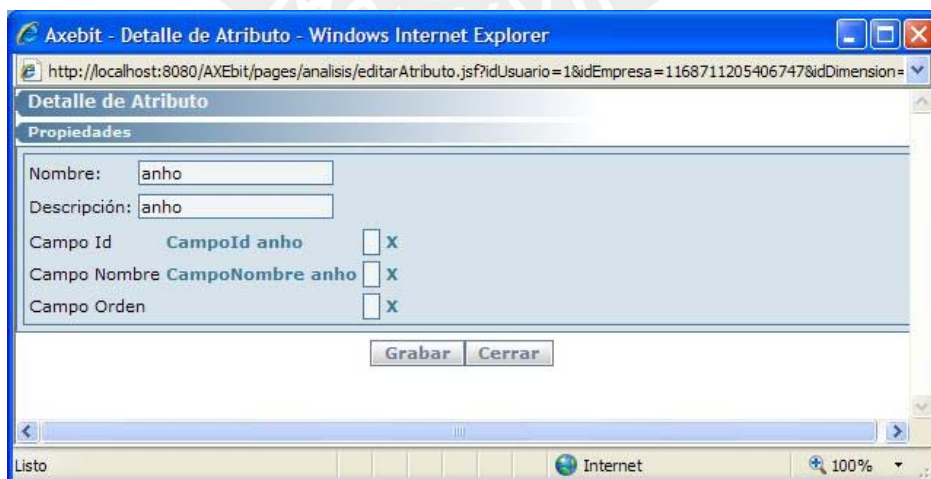 Axebit - Detalle de Atributo - Windows Internet Explorer
http://localhost:8080/AXEbit/pages/analisis/editarAtributo.jsf?idUsuario=1&idEmpresa=1168711205406747&idDimension=
Detalle de Atributo
Propiedades
Nombre: anho
Descripción: anho
Campo Id CampoId anho X
Campo Nombre CampoNombre anho X
Campo Orden X
Grabar Cerrar
Listo Internet 100%